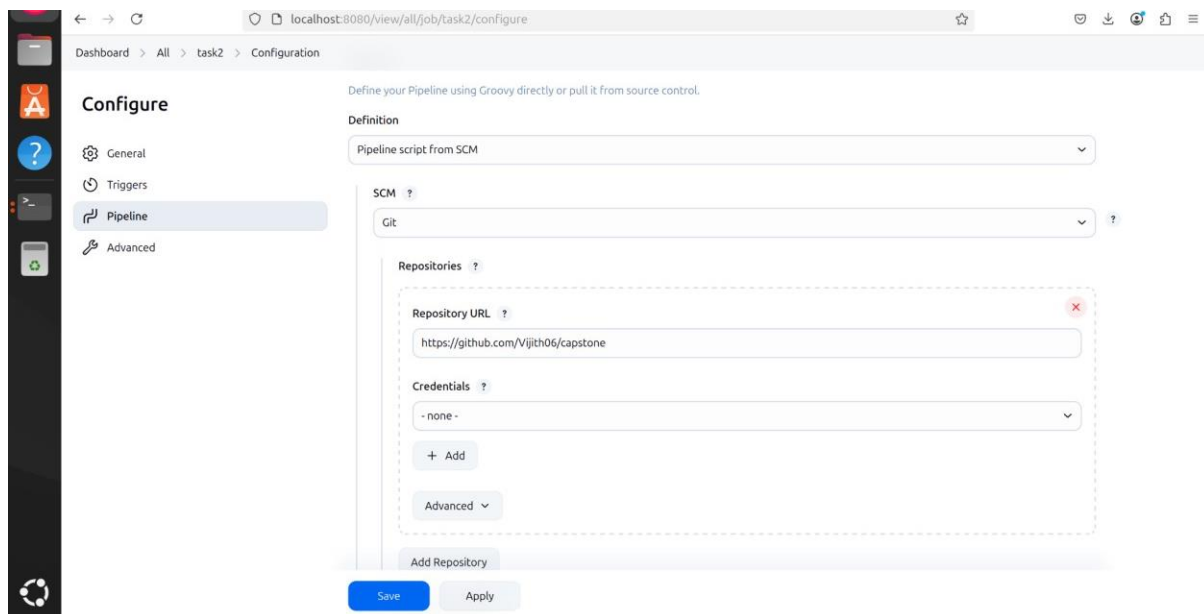 localhost:8080/view/all/job/task2/configure
Dashboard > All > task2 > Configuration
Configure
General
Triggers
Pipeline
Advanced
Define your Pipeline using Groovy directly or pull it from source control.
Definition
Pipeline script from SCM
SCM ?
Git
?
Repositories ?
Repository URL ?
https://github.com/Vijith06/capstone
Credentials ?
- none -
+ Add
Advanced
Add Repository
Save Apply